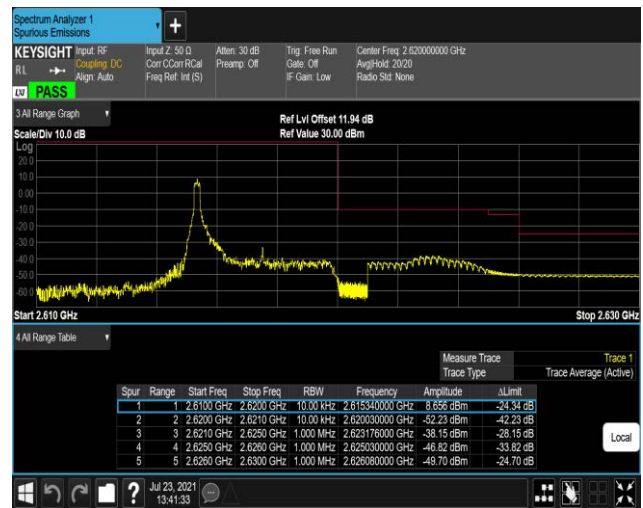 Spectrum Analyzer 1
Spurious Emissions
KEYSIGHT Input: RF Input Z: 50 Ω Atten: 30 dB Trig: Free Run Center Freq: 2.620000000 GHz
RL Coupling: DC Corr CCorr RCal Preamp: Off Gate: Off Avg|Hold: 20/20
Align: Auto Freq Ref: Int (S) IF Gain: Low Radio Std: None
LXI PASS
3 All Range Graph
Ref Lvl Offset 11.94 dB
Scale/Div 10.0 dB Ref Value 30.00 dBm
Log
20.0
10.0
0.00
-10.0
-20.0
-30.0
-40.0
-50.0
-60.0
Start 2.610 GHz Stop 2.630 GHz
4 All Range Table
Measure Trace Trace 1
Trace Type Trace Average (Active)
Spur Range Start Freq Stop Freq RBW Frequency Amplitude ΔLimit
1 1 2.6100 GHz 2.6200 GHz 10.00 kHz 2.615340000 GHz 8.656 dBm -24.34 dB
2 2 2.6200 GHz 2.6210 GHz 10.00 kHz 2.620030000 GHz -52.23 dBm -42.23 dB
3 3 2.6210 GHz 2.6250 GHz 1.000 MHz 2.623176000 GHz -38.15 dBm -28.15 dB
4 4 2.6250 GHz 2.6260 GHz 1.000 MHz 2.625030000 GHz -46.82 dBm -33.82 dB
5 5 2.6260 GHz 2.6300 GHz 1.000 MHz 2.626080000 GHz -49.70 dBm -24.70 dB
Local
? Jul 23, 2021
13:41:33